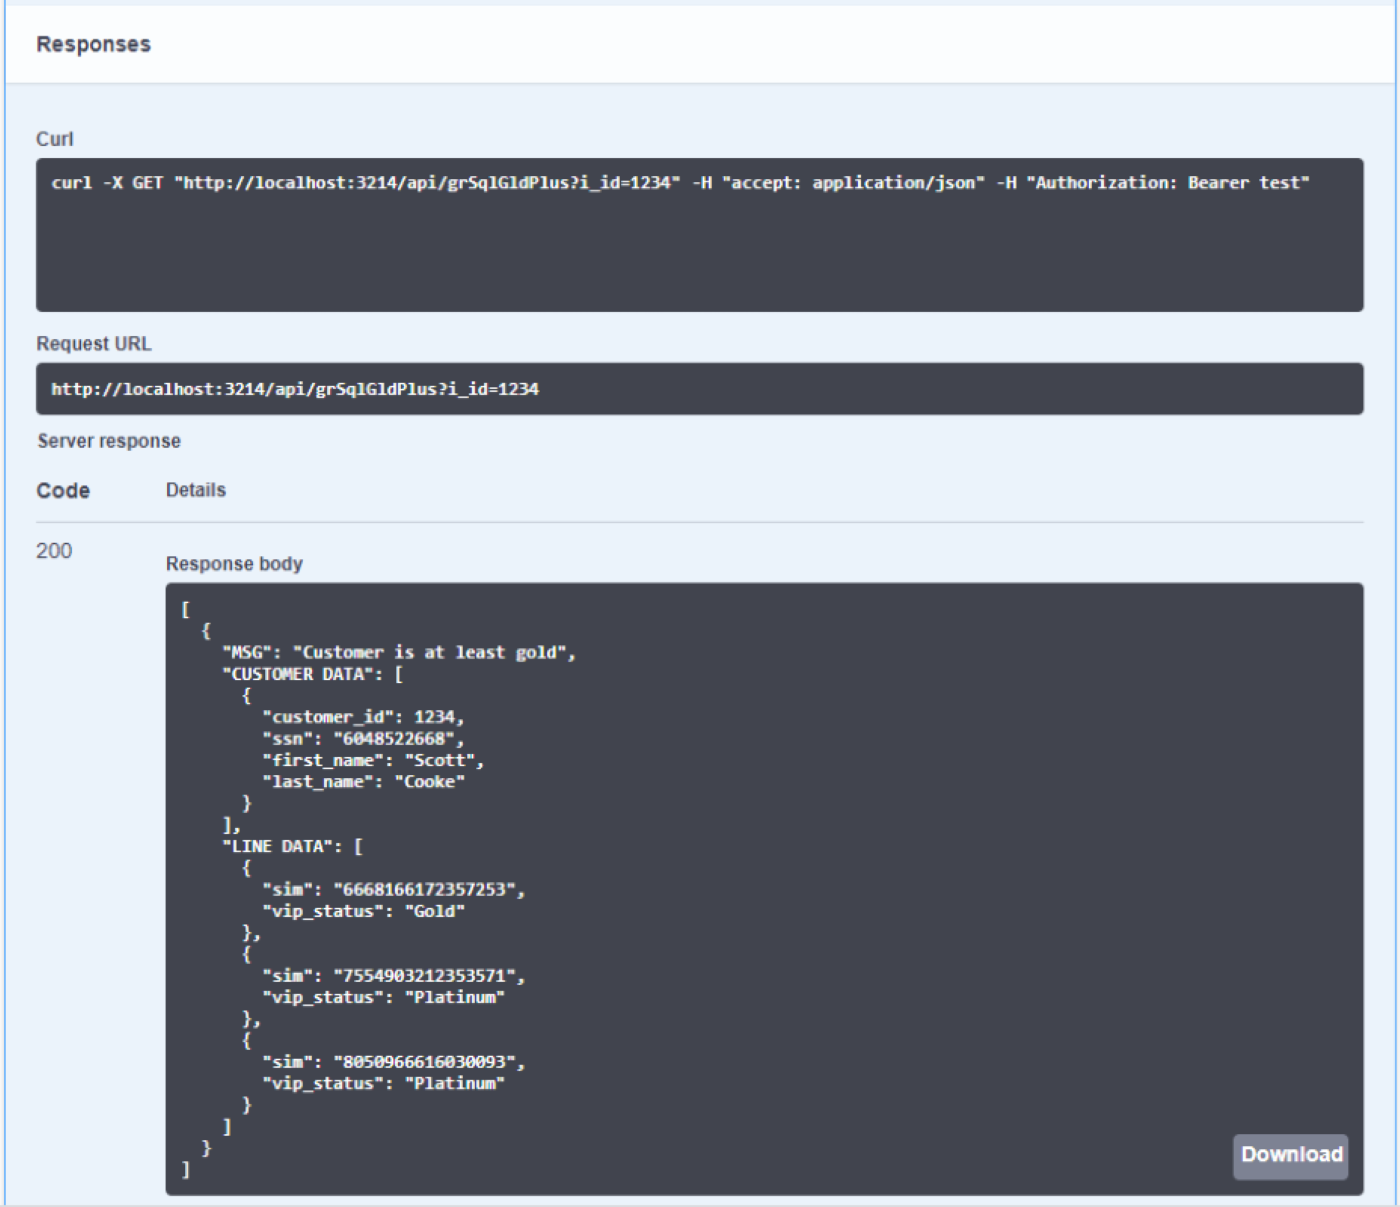 Responses
Curl
curl -X GET "http://localhost:3214/api/grSqlGldPlus?i_id=1234" -H "accept: application/json" -H "Authorization: Bearer test"
Request URL
http://localhost:3214/api/grSqlGldPlus?i_id=1234
Server response
Code Details
200
Response body
[
{
"MSG": "Customer is at least gold",
"CUSTOMER DATA": [
{
"customer_id": 1234,
"ssn": "6048522668",
"first_name": "Scott",
"last_name": "Cooke"
}
],
"LINE DATA": [
{
"sim": "6668166172357253",
"vip_status": "Gold"
},
{
"sim": "7554903212353571",
"vip_status": "Platinum"
},
{
"sim": "8050966616030093",
"vip_status": "Platinum"
}
]
}
]
Download